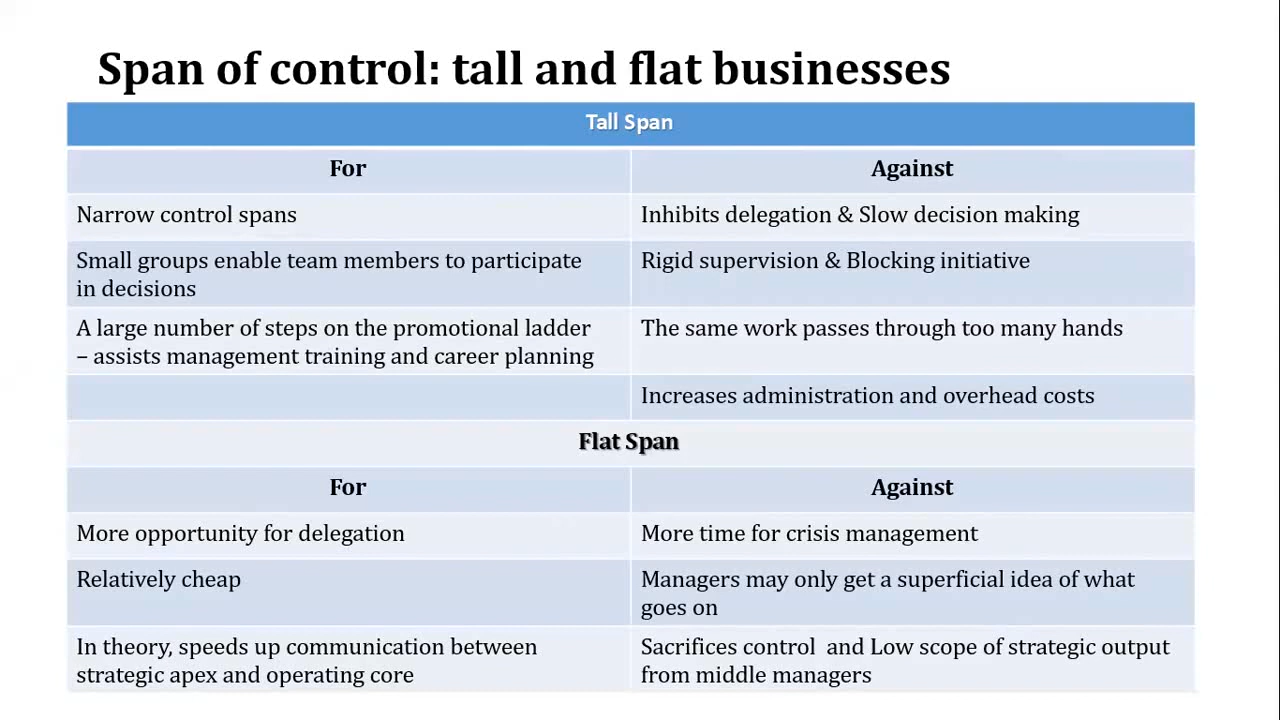 Span of control: tall and flat businesses
Tall Span
For
Against
Narrow control spans
Inhibits delegation & Slow decision making
Small groups enable team members to participate
in decisions
Rigid supervision & Blocking initiative
A large number of steps on the promotional ladder
– assists management training and career planning
The same work passes through too many hands
Increases administration and overhead costs
Flat Span
For
Against
More opportunity for delegation
More time for crisis management
Relatively cheap
Managers may only get a superficial idea of what
goes on
In theory, speeds up communication between
strategic apex and operating core
Sacrifices control  and Low scope of strategic output
from middle managers